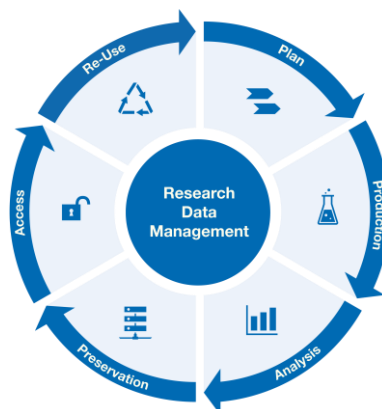 Re-Use
Plan
Production
Analysis
Preservation
Access
Research
Data
Management